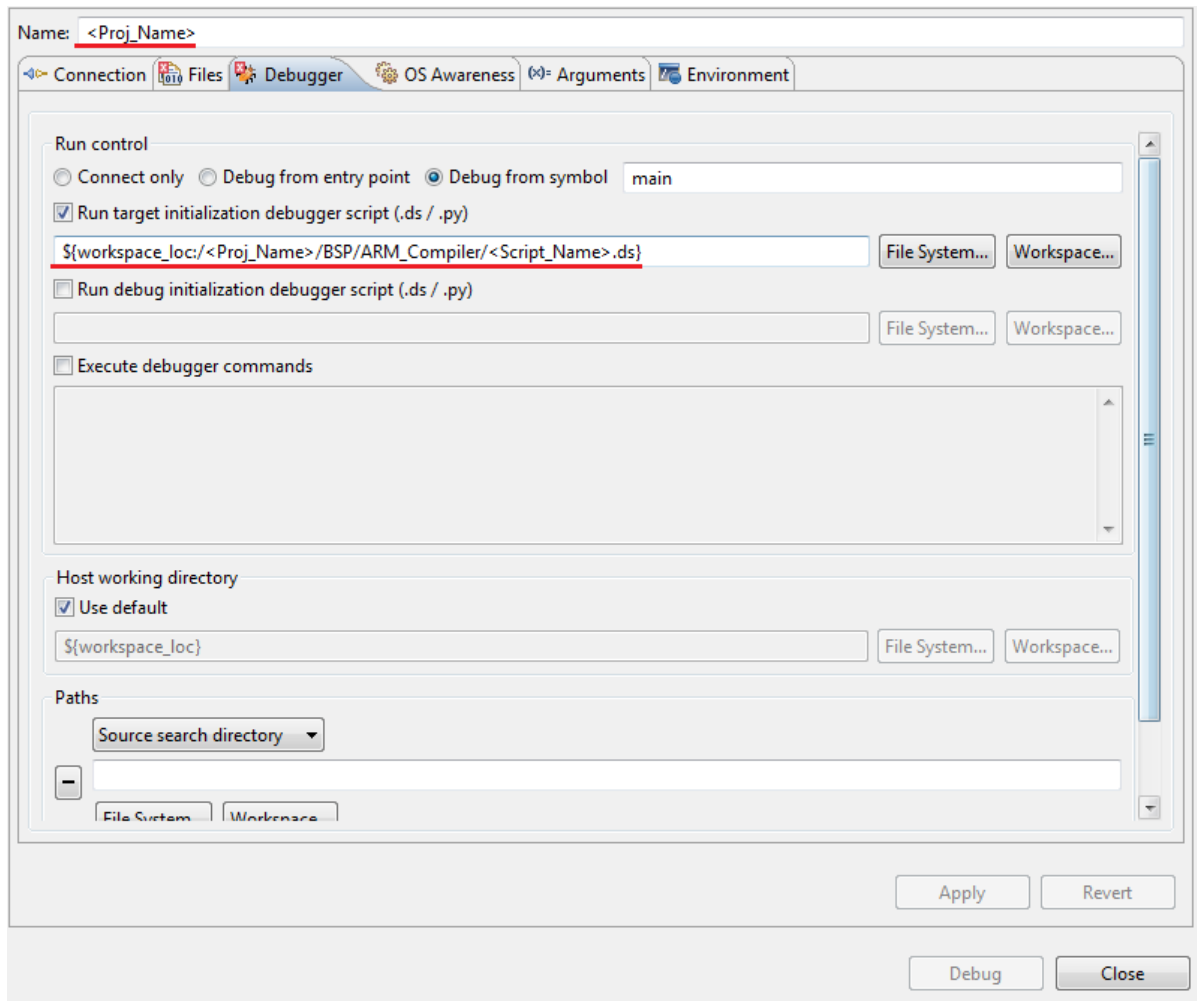 Name: <Proj_Name>
Connection Files Debugger OS Awareness (x)= Arguments Environment
Run control
Connect only Debug from entry point Debug from symbol main
Run target initialization debugger script (.ds / .py)
${workspace_loc:/<Proj_Name>/BSP/ARM_Compiler/<Script_Name>.ds} File System... Workspace...
Run debug initialization debugger script (.ds / .py)
File System... Workspace...
Execute debugger commands
Host working directory
Use default
${workspace_loc} File System... Workspace...
Paths
Source search directory
File System... Workspace...
Apply Revert
Debug Close